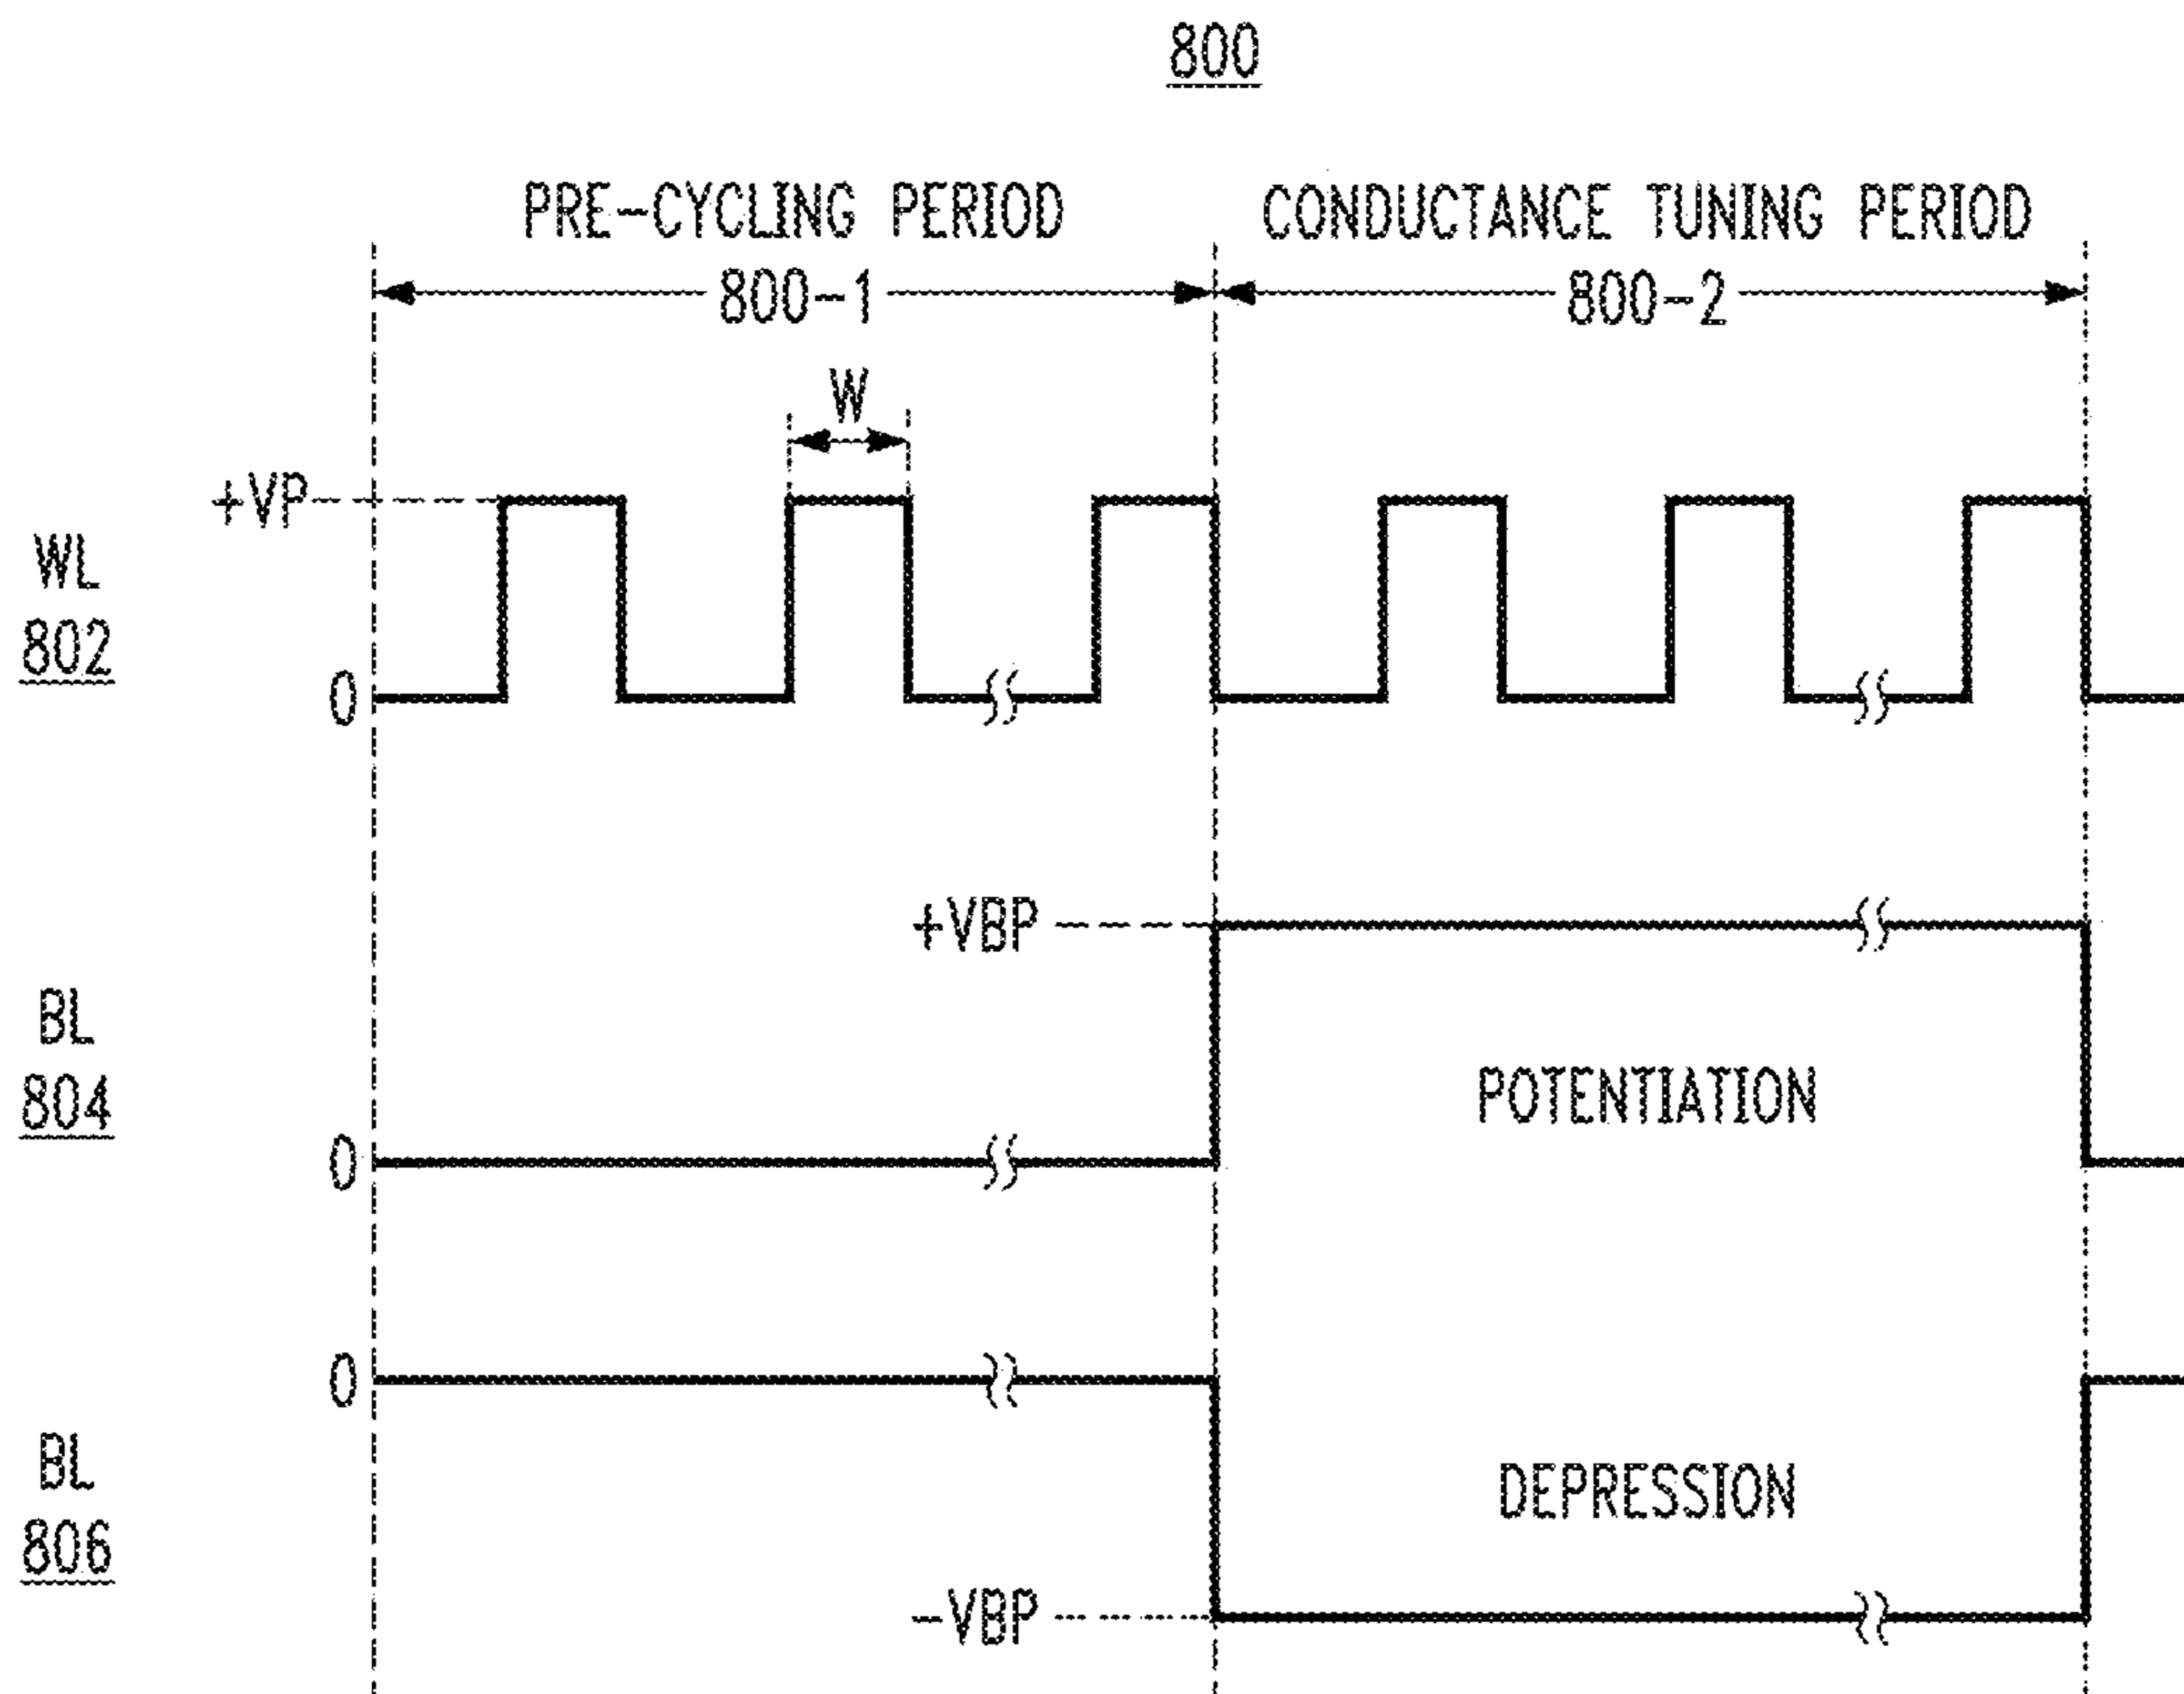 800
PRE-CYCLING PERIOD
800-1
CONDUCTANCE TUNING PERIOD
800-2
W
+VP
WL
802
0
+VBP
BL
804
POTENTIATION
0
0
BL
806
DEPRESSION
-VBP